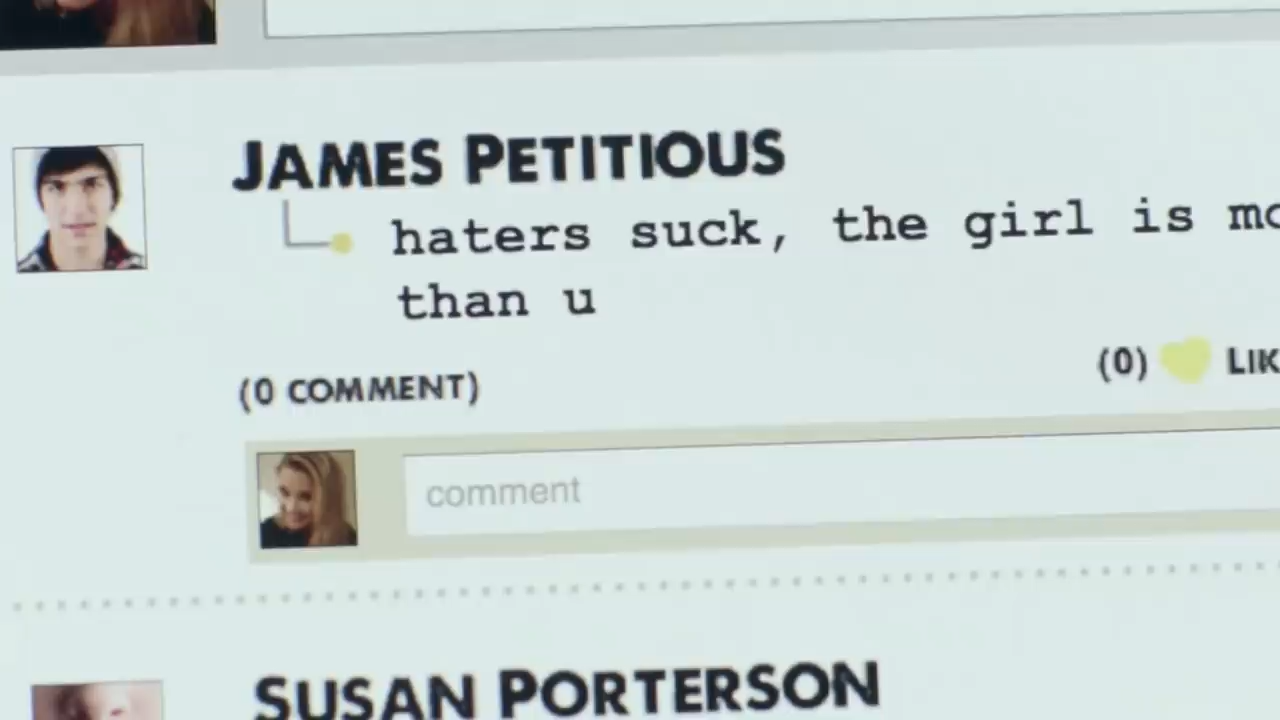 JAMES PETITIOUS
haters suck, the girl is
than u
(0 COMMENT)
(0)
comment
SUSAN PORTERSON